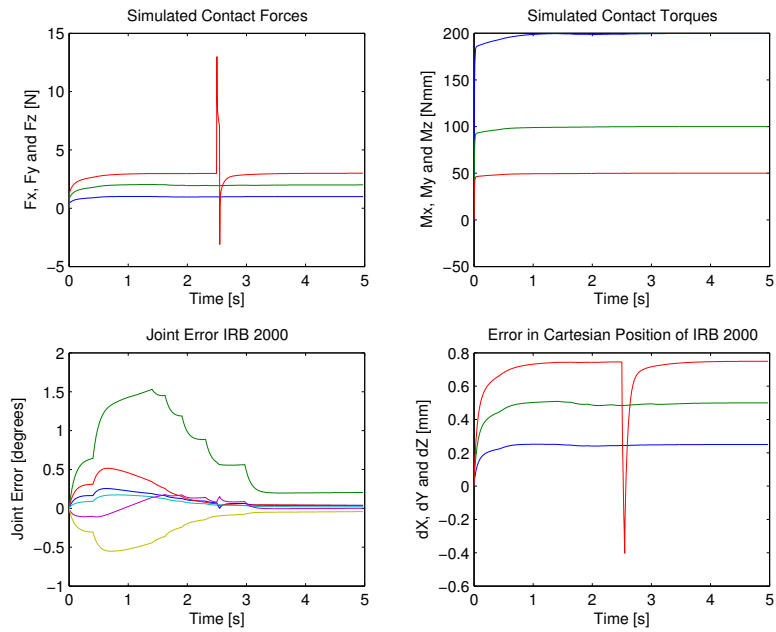 Simulated Contact Forces
Fx, Fy and Fz [N]
15
10
5
0
−5
0 1 2 3 4 5
Time [s]
Simulated Contact Torques
Mx, My and Mz [Nmm]
200
150
100
50
0
−50
0 1 2 3 4 5
Time [s]
Joint Error IRB 2000
Joint Error [degrees]
2
1.5
1
0.5
0
−0.5
−1
0 1 2 3 4 5
Time [s]
Error in Cartesian Position of IRB 2000
dX, dY and dZ [mm]
0.8
0.6
0.4
0.2
0
−0.2
−0.4
−0.6
0 1 2 3 4 5
Time [s]